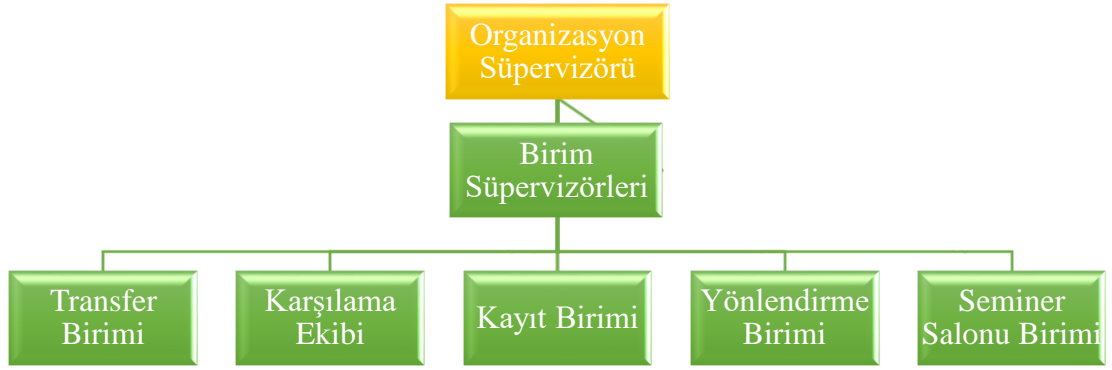 Organizasyon
Süpervizörü
Birim
Süpervizörleri
Transfer
Birimi
Karşılama
Ekibi
Kayıt Birimi
Yönlendirme
Birimi
Seminer
Salonu Birimi